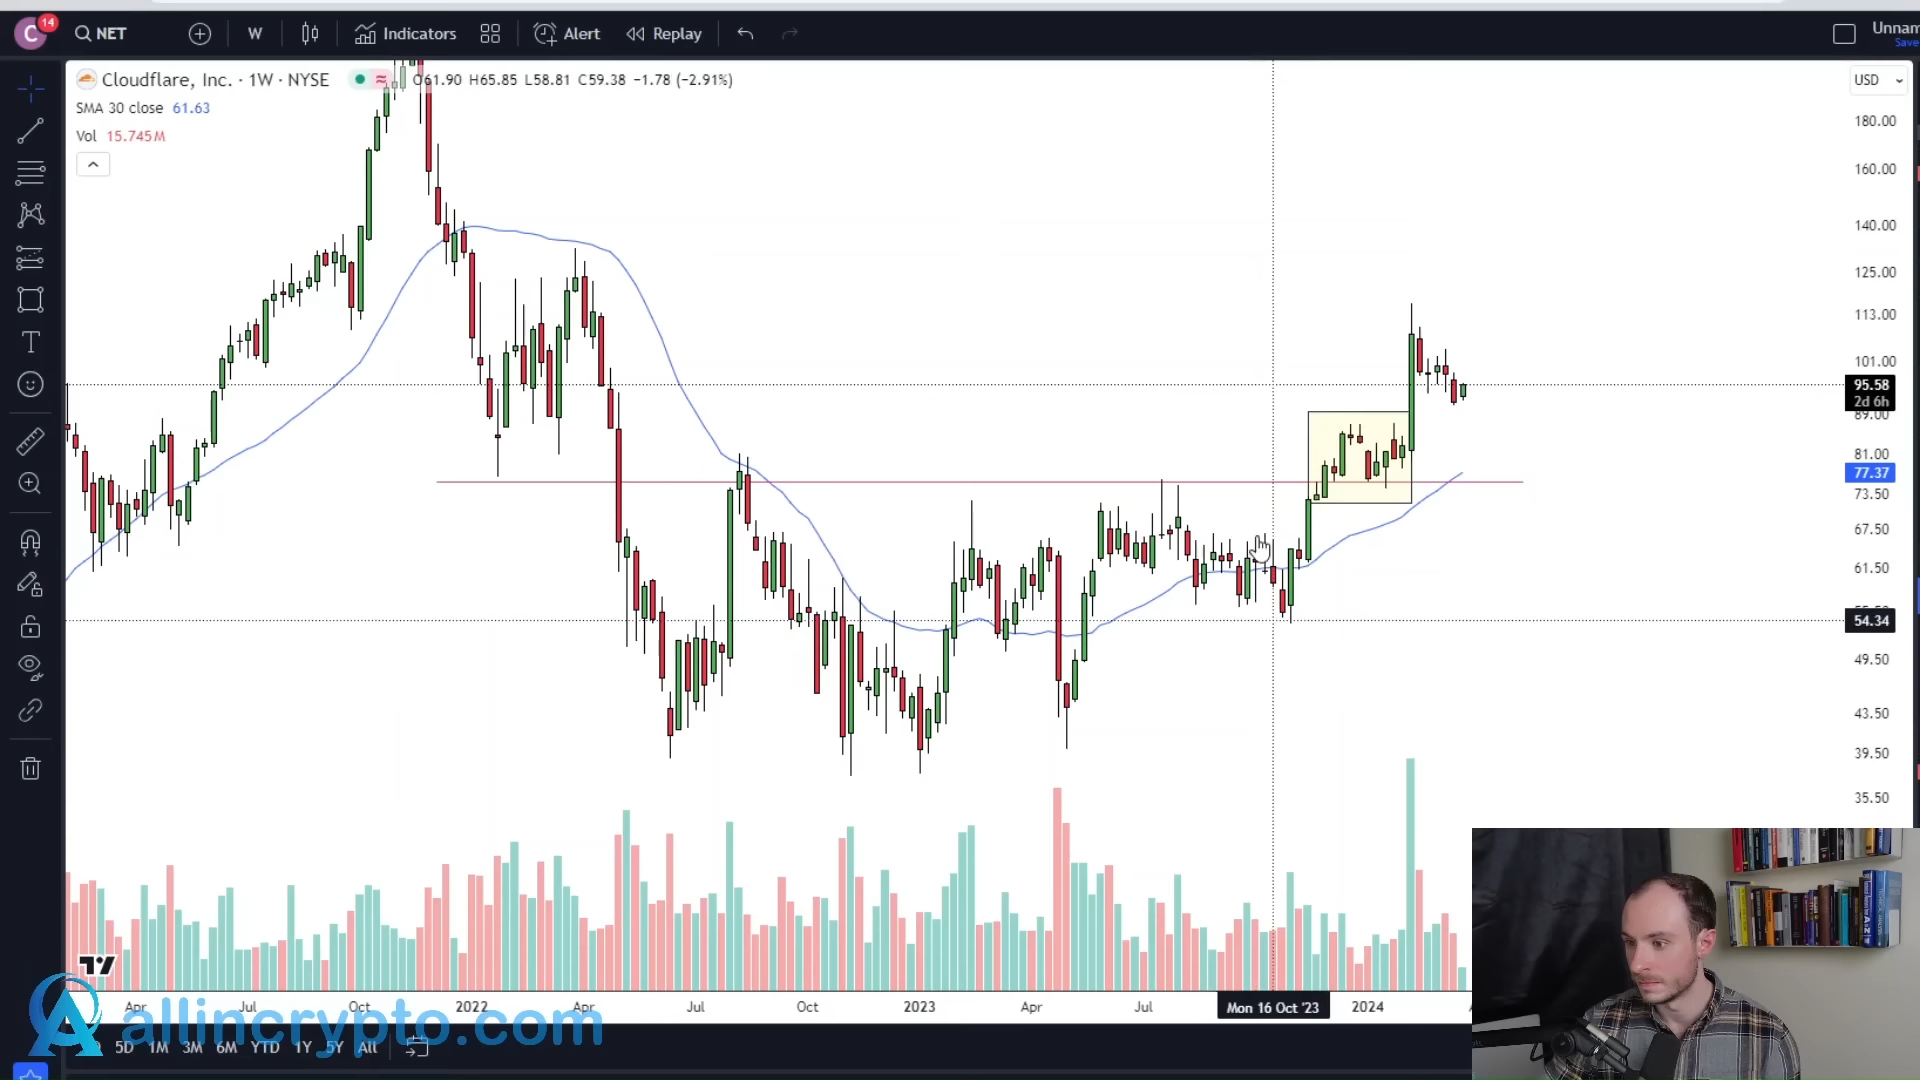 C 14 NET W Indicators Alert Replay Unnam
Save
Cloudflare, Inc. · 1W · NYSE O61.90 H65.85 L58.81 C59.38 −1.78 (−2.91%) USD
SMA 30 close 61.63
Vol 15.745M
180.00
160.00
140.00
125.00
113.00
101.00
95.58
2d 6h
89.00
81.00
77.37
73.50
67.50
61.50
54.34
49.50
43.50
39.50
35.50
Apr Jul Oct 2022 Apr Jul Oct 2023 Apr Jul Mon 16 Oct '23 2024
allincrypto.com
5D 1M 3M 6M YTD 1Y 5Y All